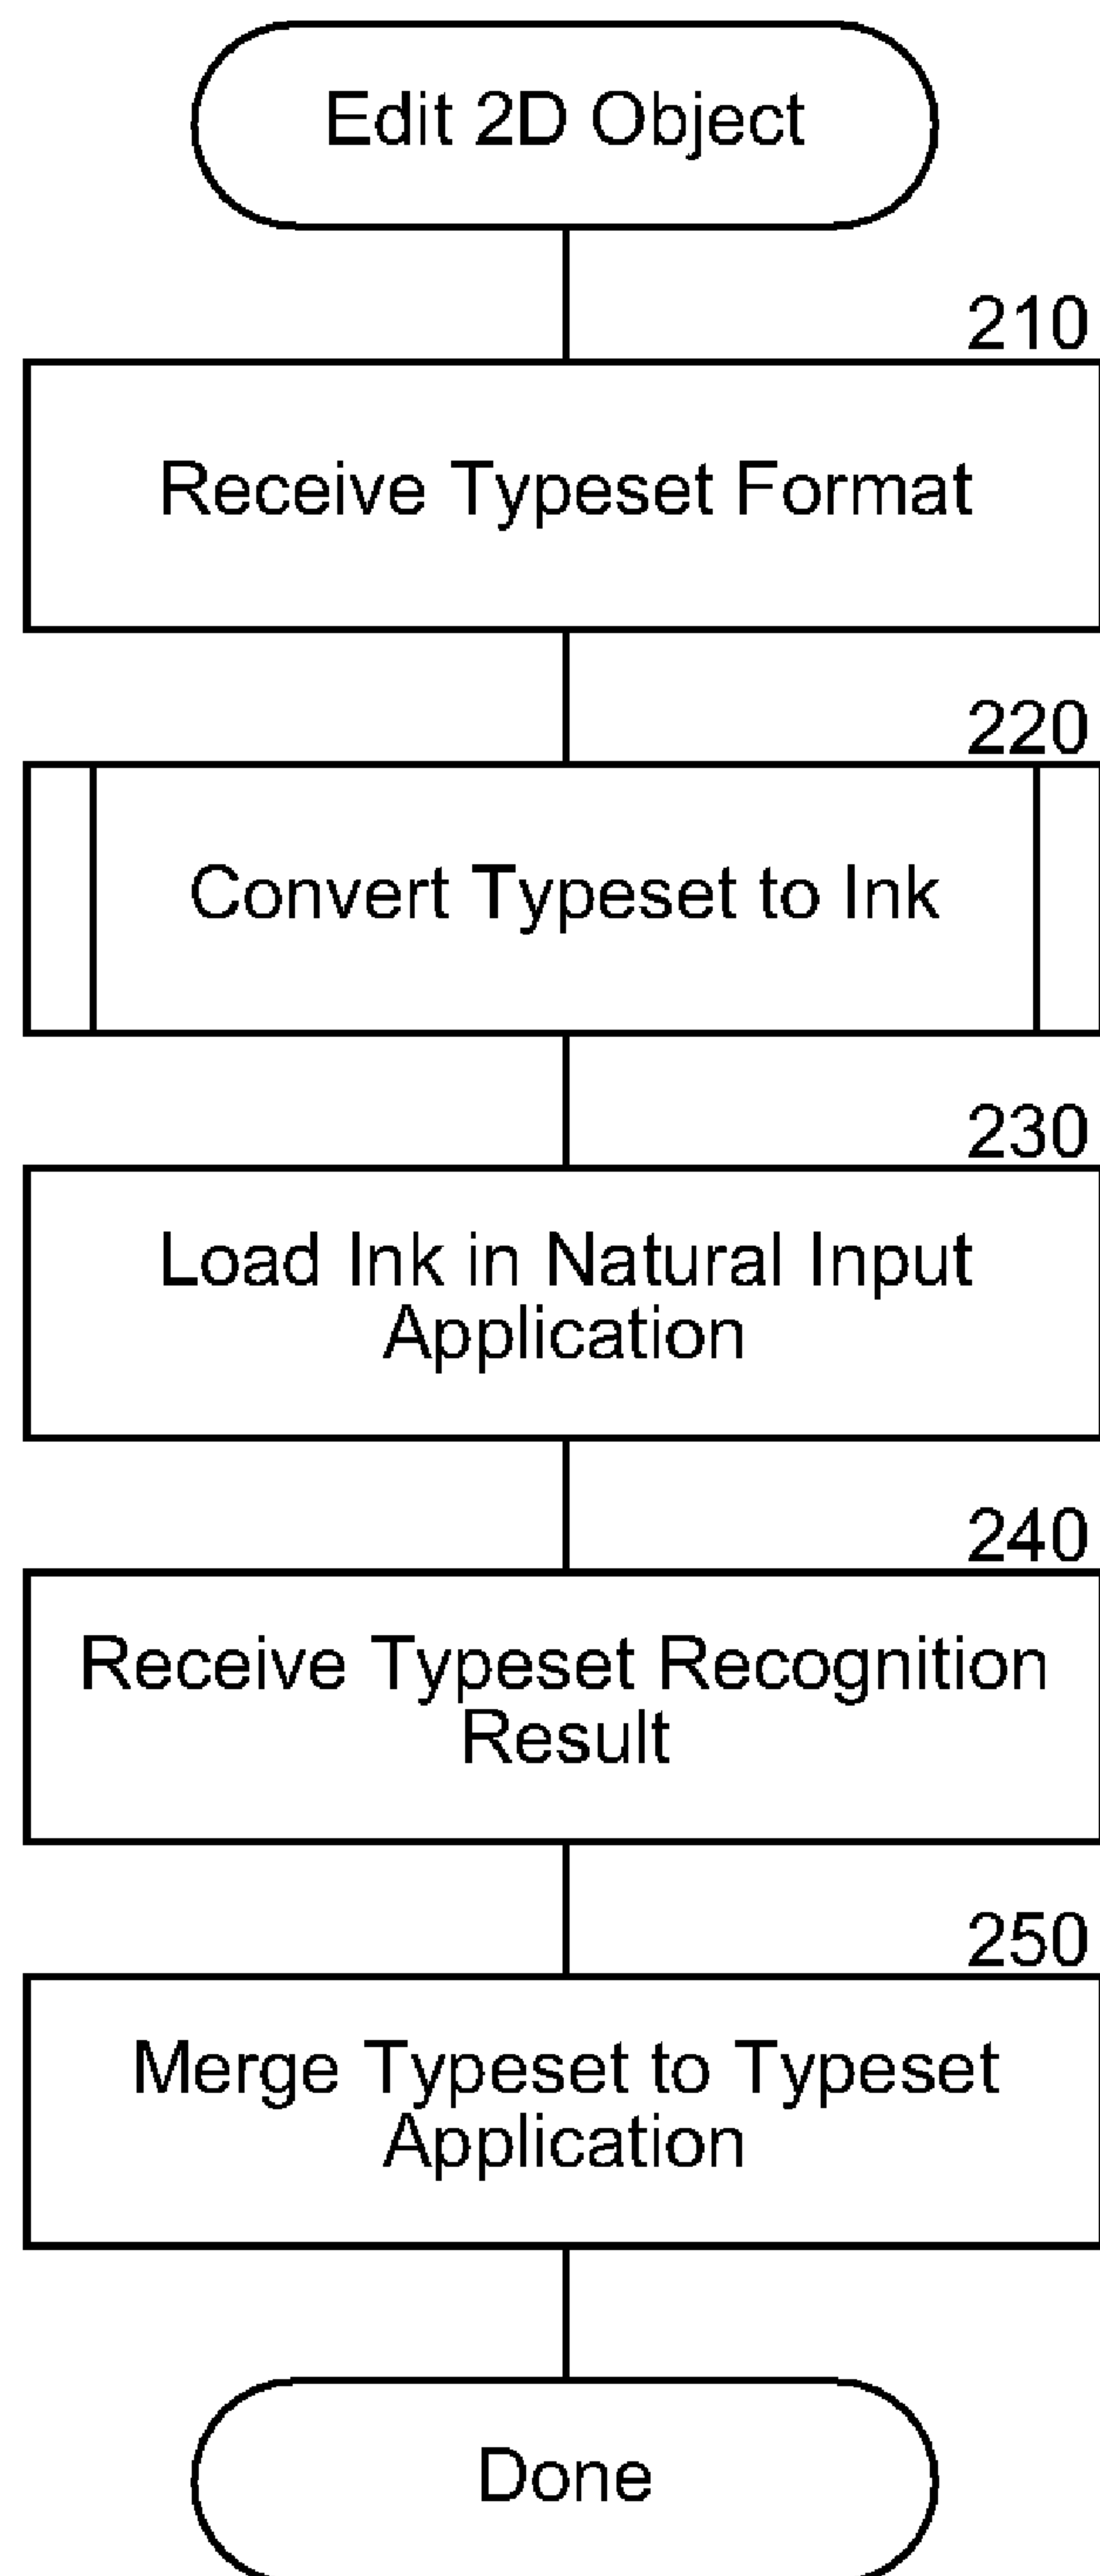 Edit 2D Object
210
Receive Typeset Format
220
Convert Typeset to Ink
230
Load Ink in Natural Input
Application
240
Receive Typeset Recognition
Result
250
Merge Typeset to Typeset
Application
Done